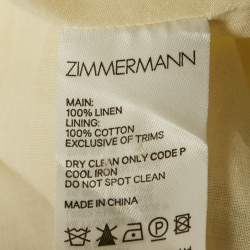 ZIMMERMANN
MAIN:
100% LINEN
LINING:
100% COTTON
EXCLUSIVE OF TRIMS
DRY CLEAN ONLY CODE P
COOL IRON
DO NOT SPOT CLEAN
MADE IN CHINA
P